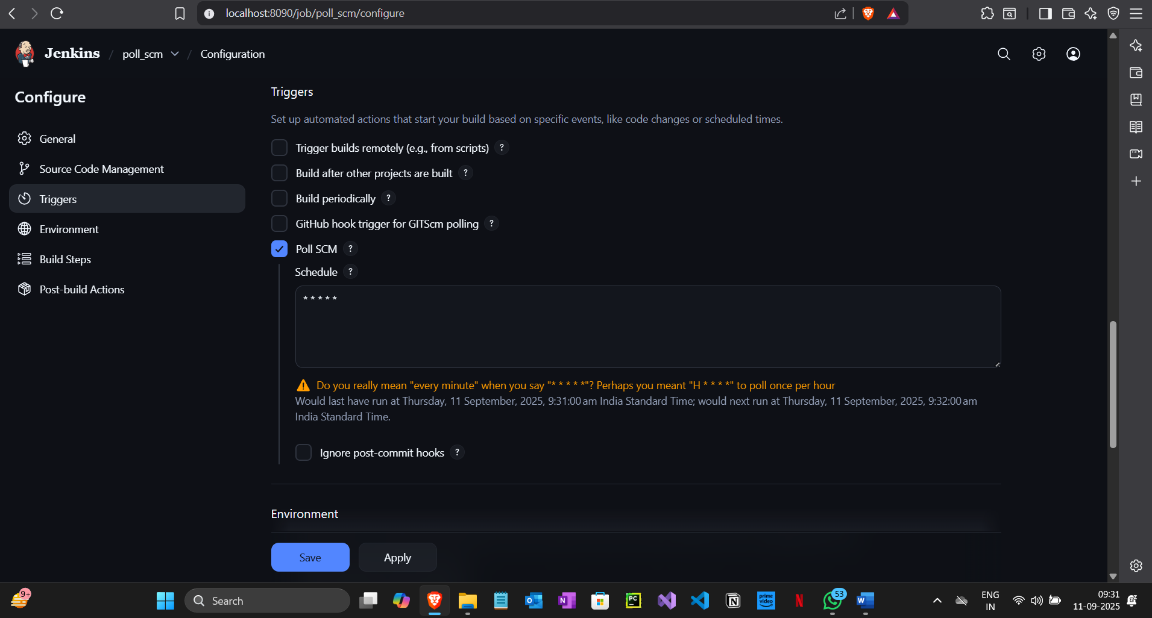 localhost:8090/job/poll_scm/configure
Jenkins / poll_scm / Configuration
Configure
General
Source Code Management
Triggers
Environment
Build Steps
Post-build Actions
Triggers
Set up automated actions that start your build based on specific events, like code changes or scheduled times.
Trigger builds remotely (e.g., from scripts) ?
Build after other projects are built ?
Build periodically ?
GitHub hook trigger for GITScm polling ?
Poll SCM ?
Schedule ?
* * * * *
Do you really mean "every minute" when you say "* * * * *"? Perhaps you meant "H * * * *" to poll once per hour
Would last have run at Thursday, 11 September, 2025, 9:31:00 am India Standard Time; would next run at Thursday, 11 September, 2025, 9:32:00 am
India Standard Time.
Ignore post-commit hooks ?
Environment
Save
Apply
9+
Search
53
ENG
IN
09:31
11-09-2025